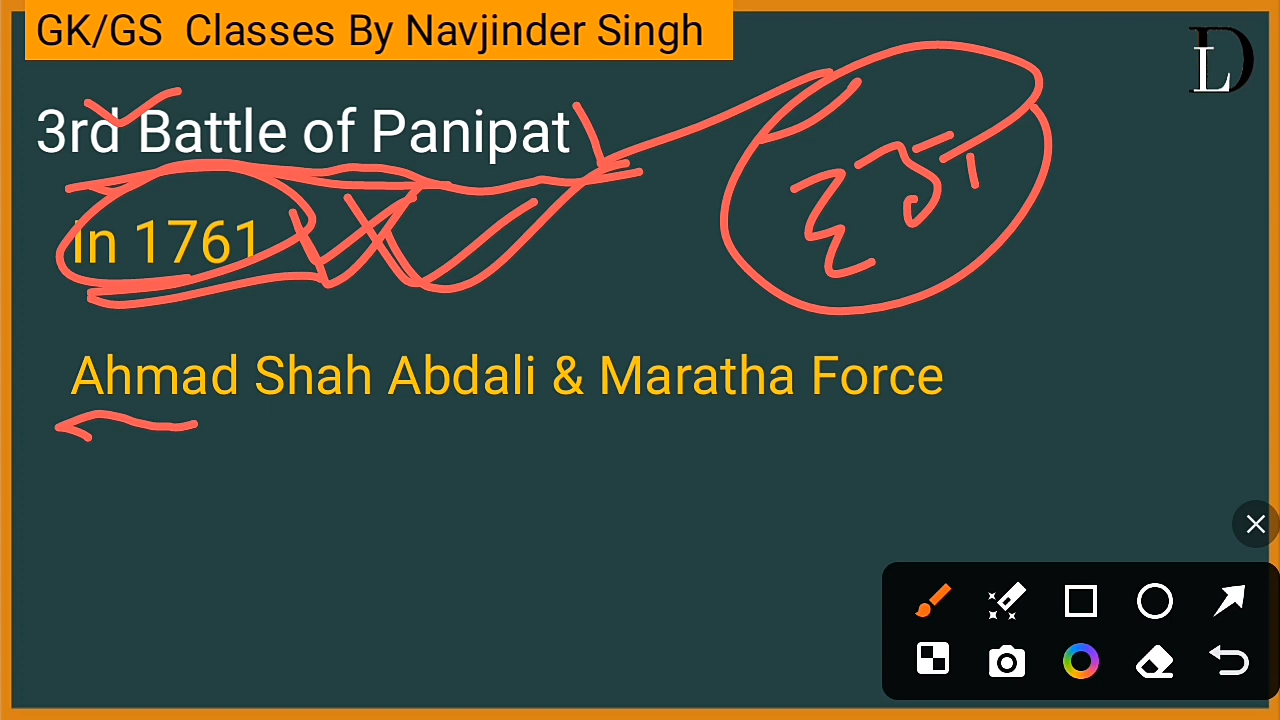 GK/GS Classes By Navjinder Singh
3rd Battle of Panipat
In 1761
Ahmad Shah Abdali & Maratha Force